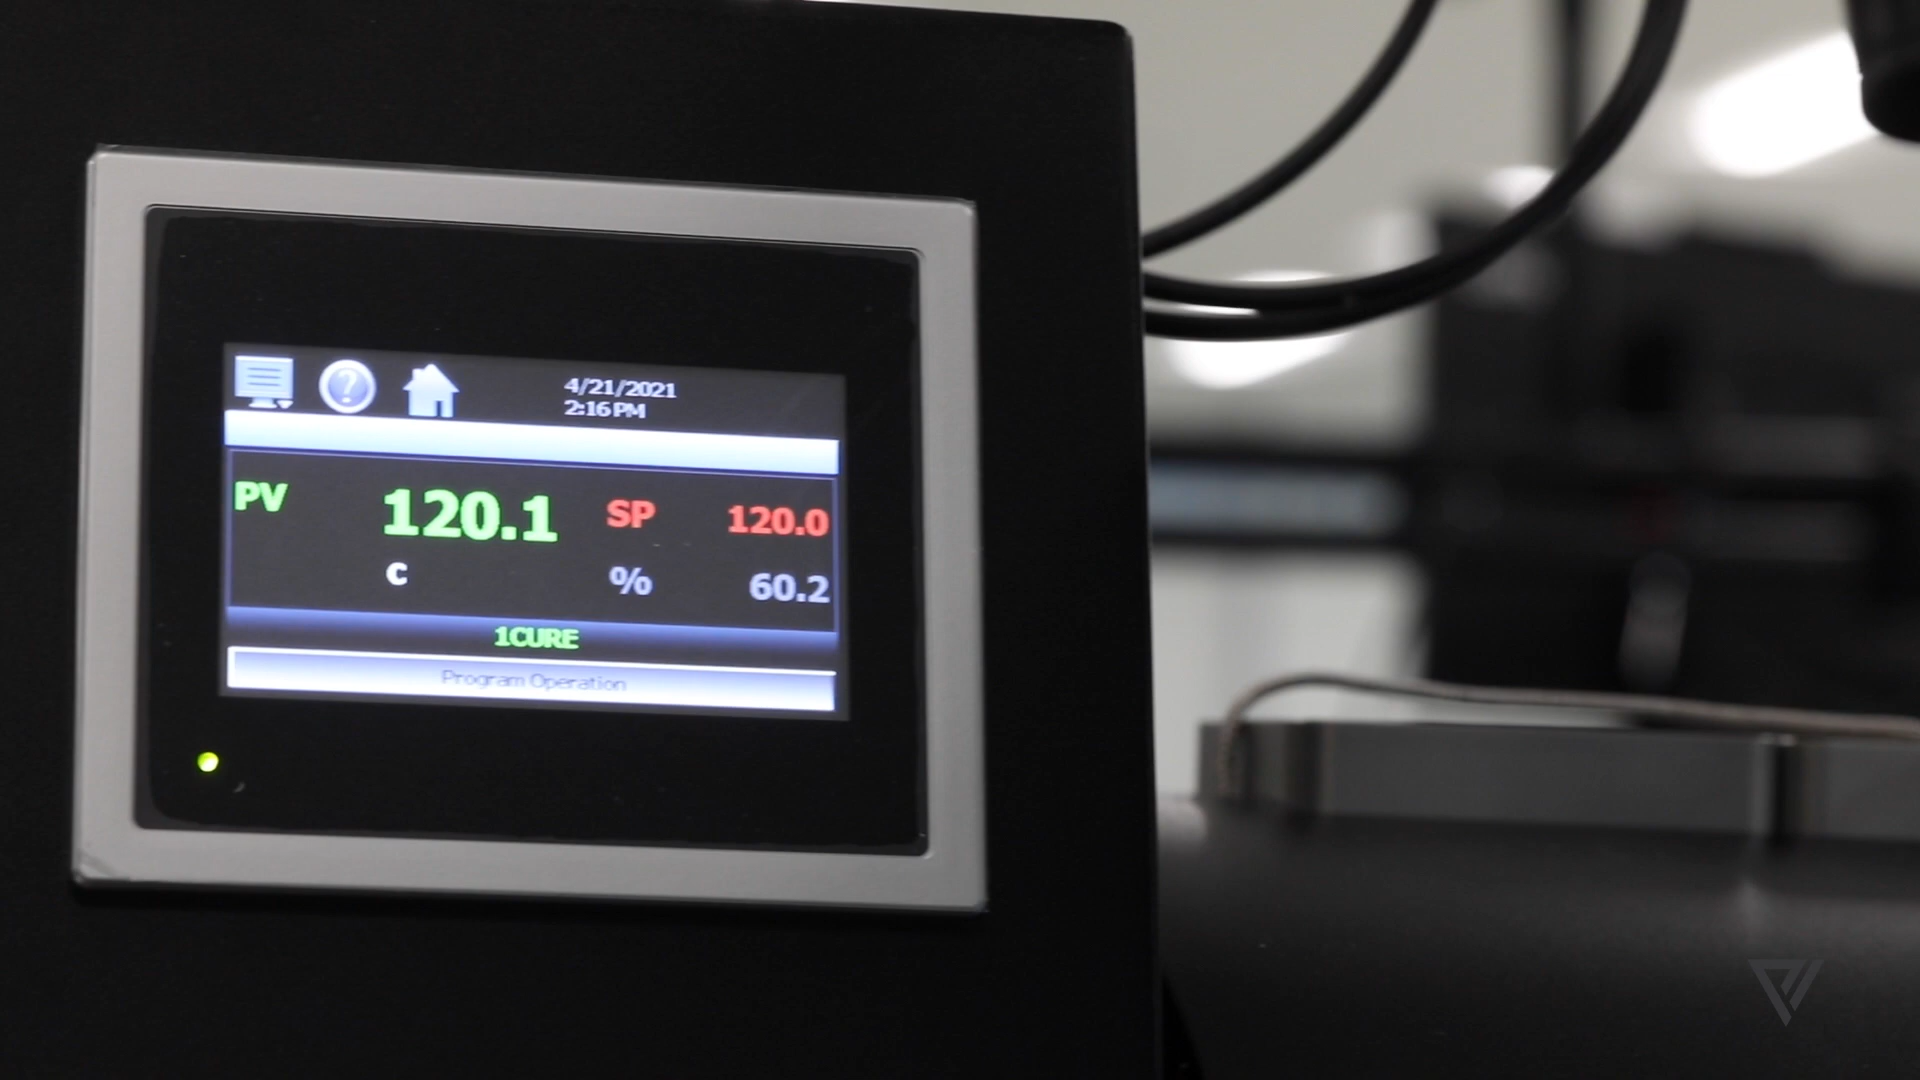 ?
4/21/2021
2:16 PM
PV 120.1 SP 120.0
C % 60.2
1CURE
Program Operation